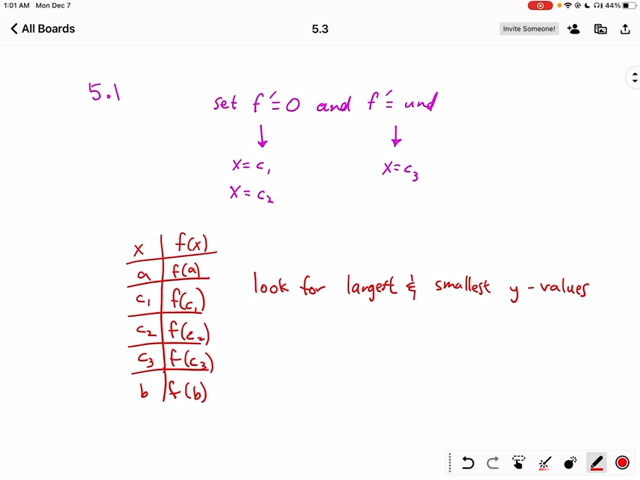 1:01 AM Mon Dec 7
44%
All Boards
5.3
Invite Someone!
5.1
set f'=0 and f'= und
x=c₁ x=c₃
x=c₂
x f(x)
a f(a)
look for largest & smallest y-values
c₁ f(c₁)
c₂ f(c₂)
c₃ f(c₃)
b f(b)